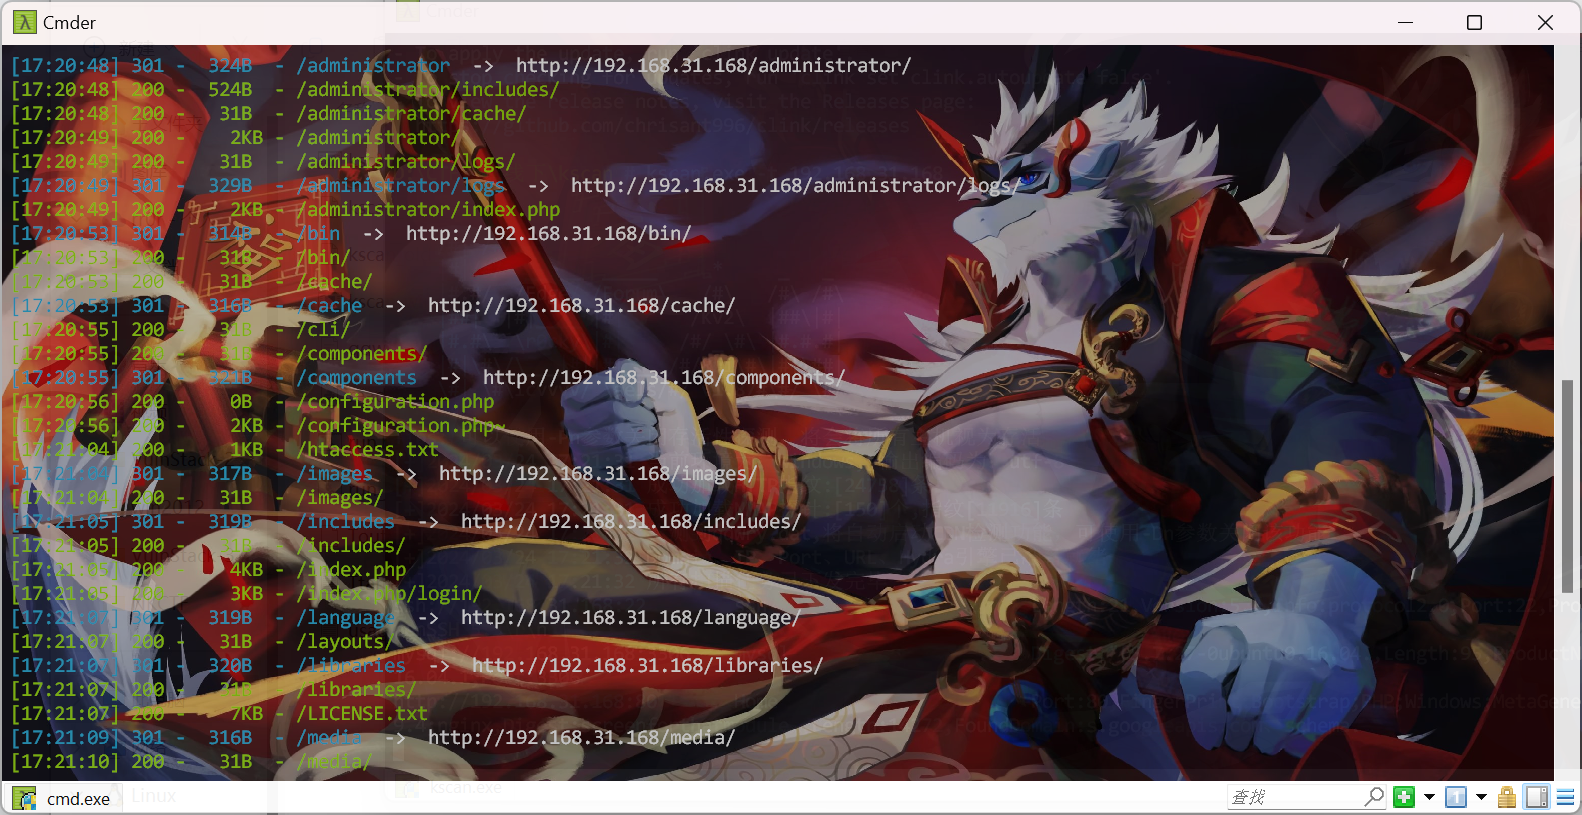 Cmder
[17:20:48] 301 -  324B  - /administrator  ->  http://192.168.31.168/administrator/
[17:20:48] 200 -  524B  - /administrator/includes/
[17:20:48] 200 -   31B  - /administrator/cache/
[17:20:49] 200 -    2KB - /administrator/
[17:20:49] 200 -   31B  - /administrator/logs/
[17:20:49] 301 -  329B  - /administrator/logs  ->  http://192.168.31.168/administrator/logs/
[17:20:49] 200 -    2KB - /administrator/index.php
[17:20:53] 301 -  314B  - /bin  ->  http://192.168.31.168/bin/
[17:20:53] 200 -   31B  - /bin/
[17:20:53] 200 -   31B  - /cache/
[17:20:53] 301 -  316B  - /cache  ->  http://192.168.31.168/cache/
[17:20:55] 200 -   31B  - /cli/
[17:20:55] 200 -   31B  - /components/
[17:20:55] 301 -  321B  - /components  ->  http://192.168.31.168/components/
[17:20:56] 200 -    0B  - /configuration.php
[17:20:56] 200 -    2KB - /configuration.php~
[17:21:04] 200 -    1KB - /htaccess.txt
[17:21:04] 301 -  317B  - /images  ->  http://192.168.31.168/images/
[17:21:04] 200 -   31B  - /images/
[17:21:05] 301 -  319B  - /includes  ->  http://192.168.31.168/includes/
[17:21:05] 200 -   31B  - /includes/
[17:21:05] 200 -    4KB - /index.php
[17:21:05] 200 -    3KB - /index.php/login/
[17:21:07] 301 -  319B  - /language  ->  http://192.168.31.168/language/
[17:21:07] 200 -   31B  - /layouts/
[17:21:07] 301 -  320B  - /libraries  ->  http://192.168.31.168/libraries/
[17:21:07] 200 -   31B  - /libraries/
[17:21:07] 200 -    7KB - /LICENSE.txt
[17:21:09] 301 -  316B  - /media  ->  http://192.168.31.168/media/
[17:21:10] 200 -   31B  - /media/
cmd.exe
查找